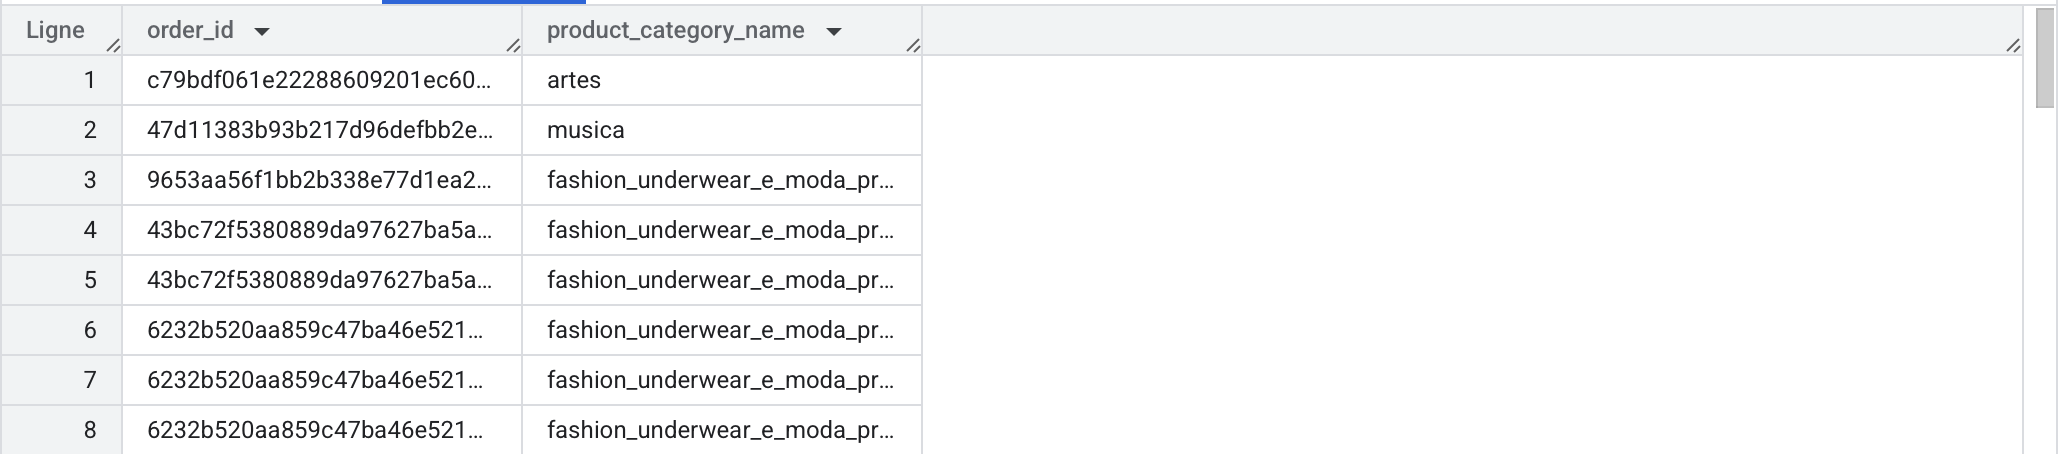 Ligne order_id product_category_name
1 c79bdf061e22288609201ec60... artes
2 47d11383b93b217d96defbb2e... musica
3 9653aa56f1bb2b338e77d1ea2... fashion_underwear_e_moda_pr...
4 43bc72f5380889da97627ba5a... fashion_underwear_e_moda_pr...
5 43bc72f5380889da97627ba5a... fashion_underwear_e_moda_pr...
6 6232b520aa859c47ba46e521... fashion_underwear_e_moda_pr...
7 6232b520aa859c47ba46e521... fashion_underwear_e_moda_pr...
8 6232b520aa859c47ba46e521... fashion_underwear_e_moda_pr...